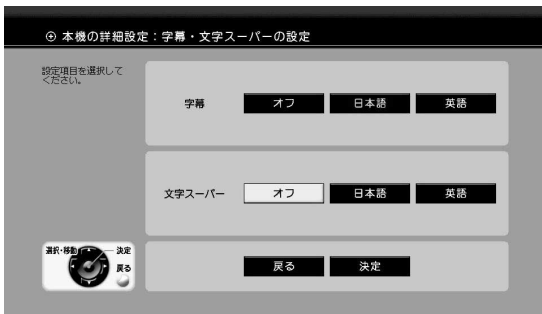 本機の詳細設定：字幕・文字スーパーの設定
設定項目を選択して
ください。
字幕 オフ 日本語 英語
文字スーパー オフ 日本語 英語
選択・移動 決定
戻る
戻る 決定